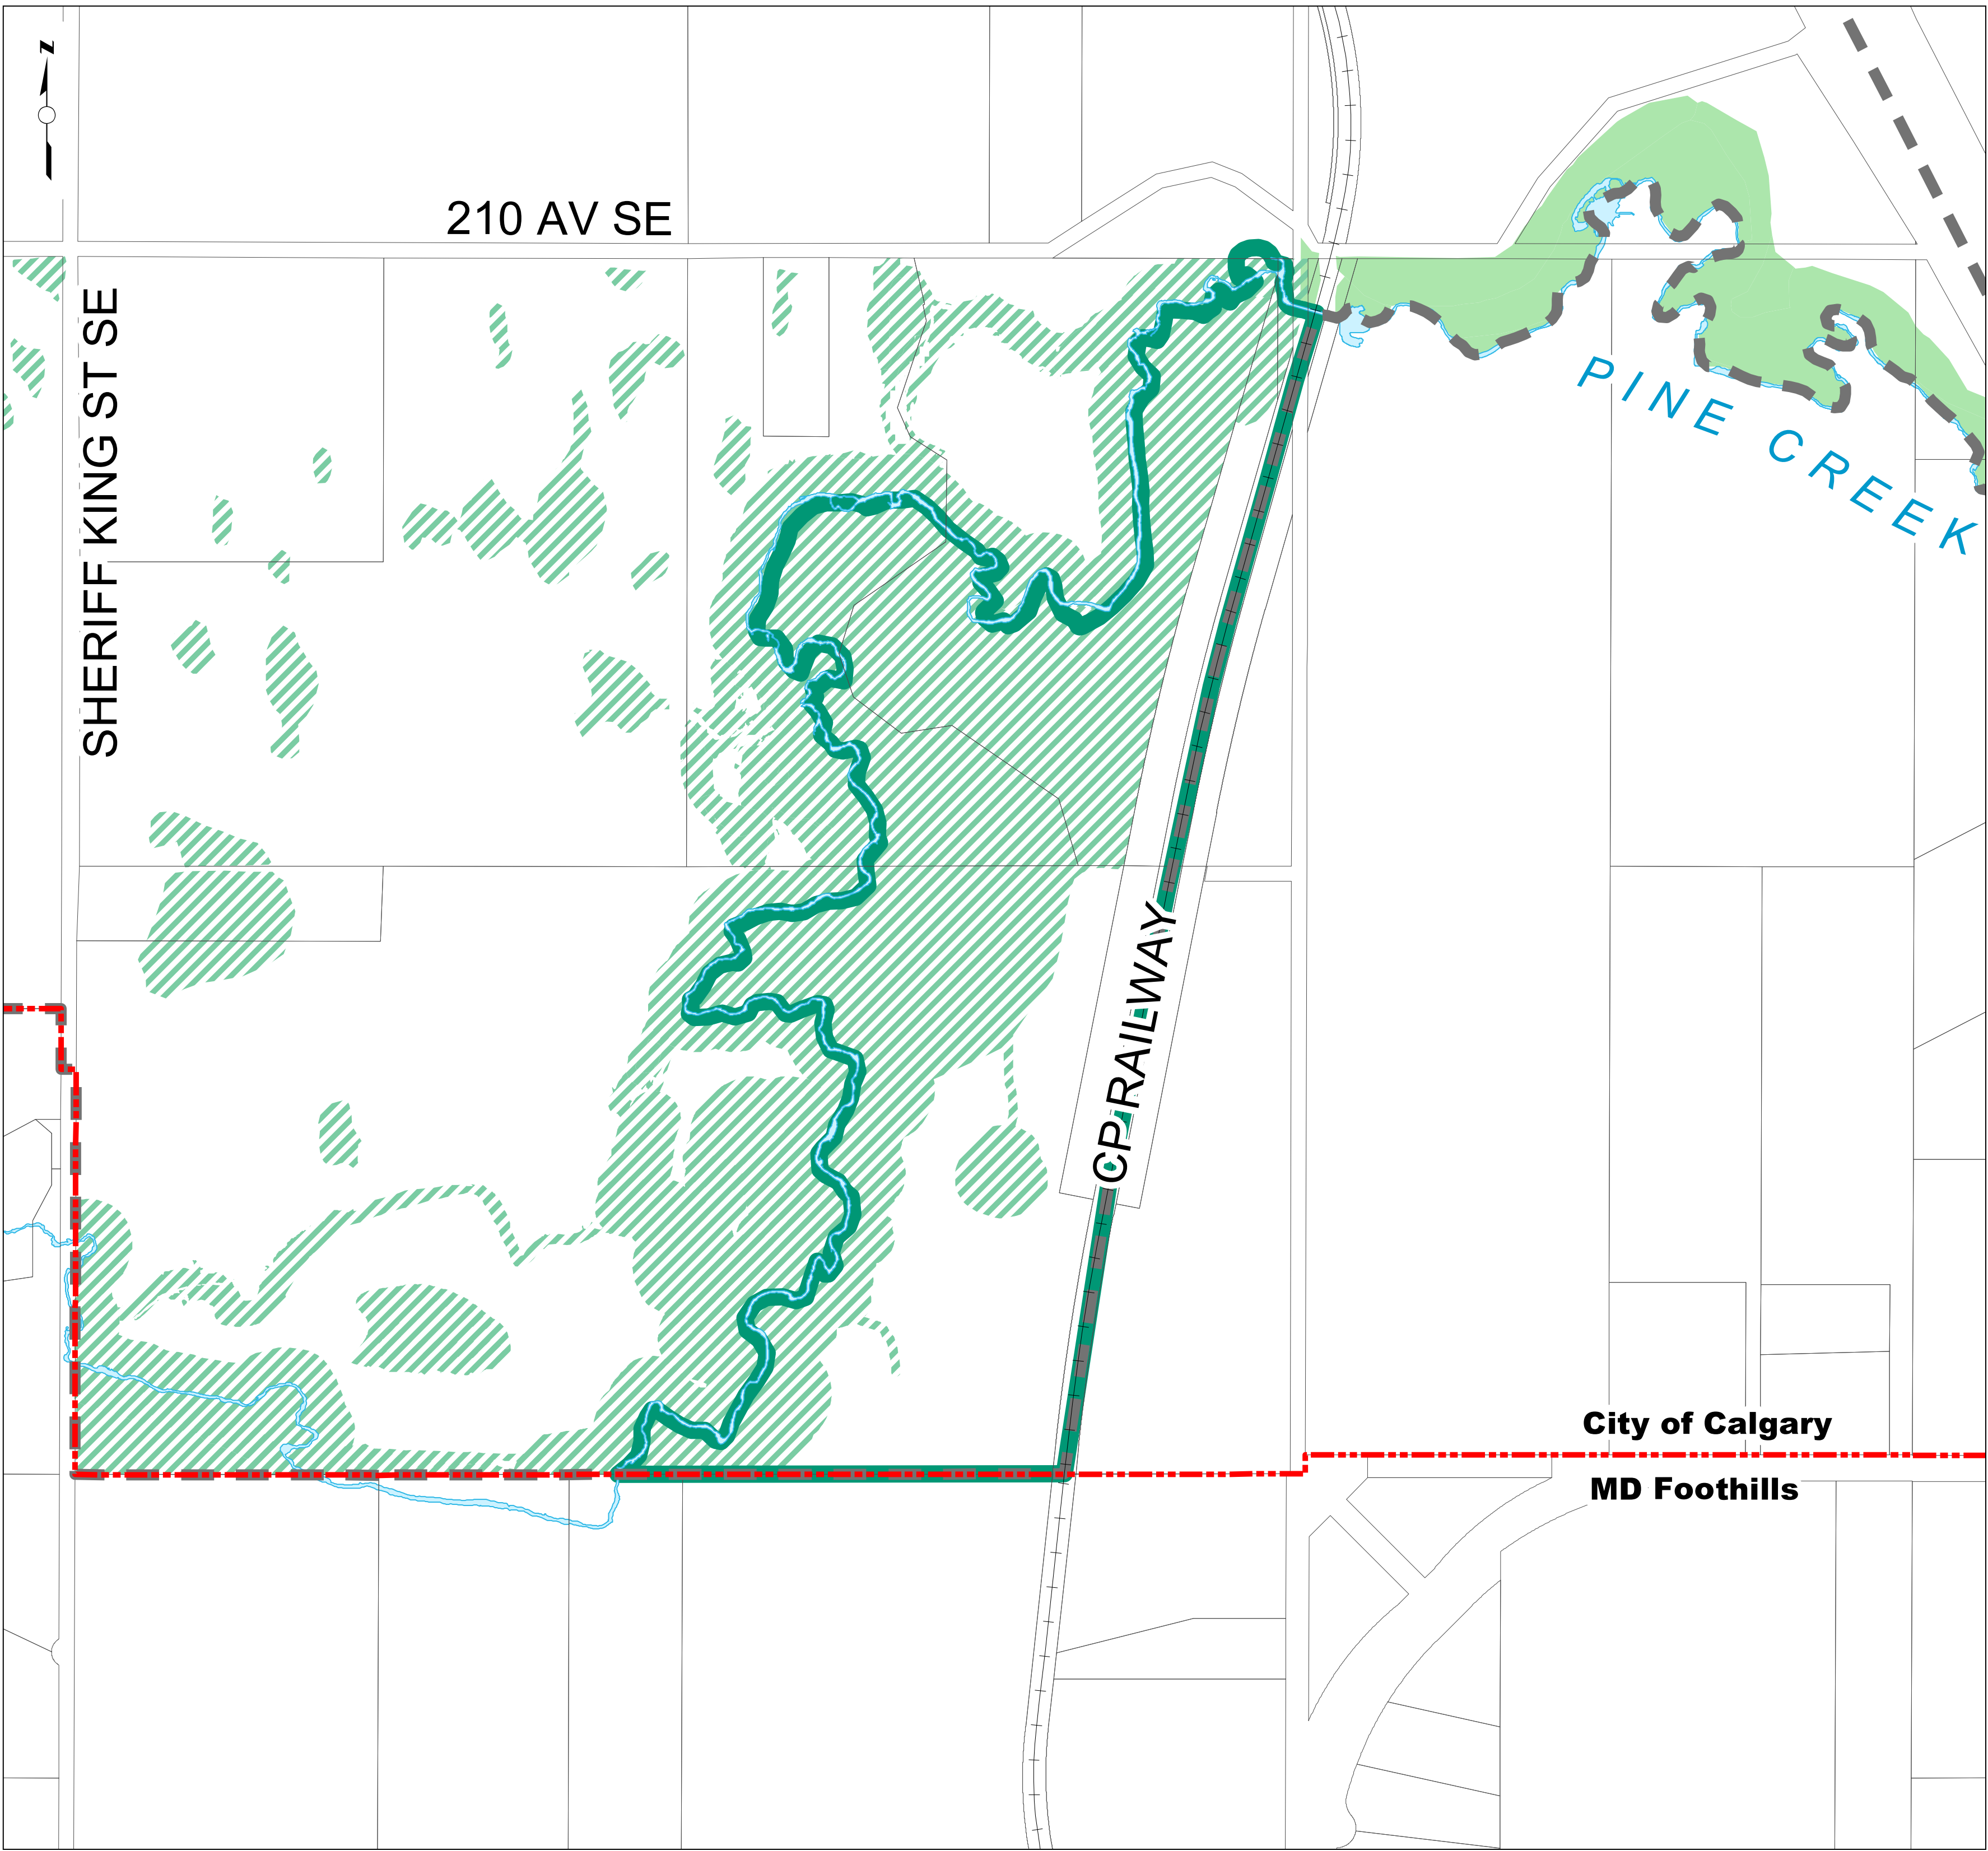 N
210 AV SE
SHERIFF KING ST SE
PINE CREEK
CP RAILWAY
City of Calgary
MD Foothills